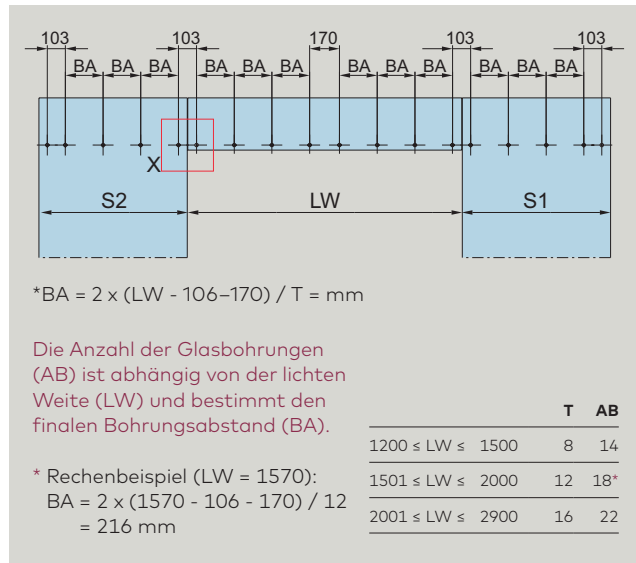 103 103 170 103 103
BA BA BA BA BA BA BA BA BA BA BA BA
X
S2 LW S1
*BA = 2 x (LW - 106–170) / T = mm
Die Anzahl der Glasbohrungen
(AB) ist abhängig von der lichten
Weite (LW) und bestimmt den
finalen Bohrungsabstand (BA).
* Rechenbeispiel (LW = 1570):
BA = 2 x (1570 - 106 - 170) / 12
= 216 mm
T AB
1200 ≤ LW ≤ 1500 8 14
1501 ≤ LW ≤ 2000 12 18*
2001 ≤ LW ≤ 2900 16 22